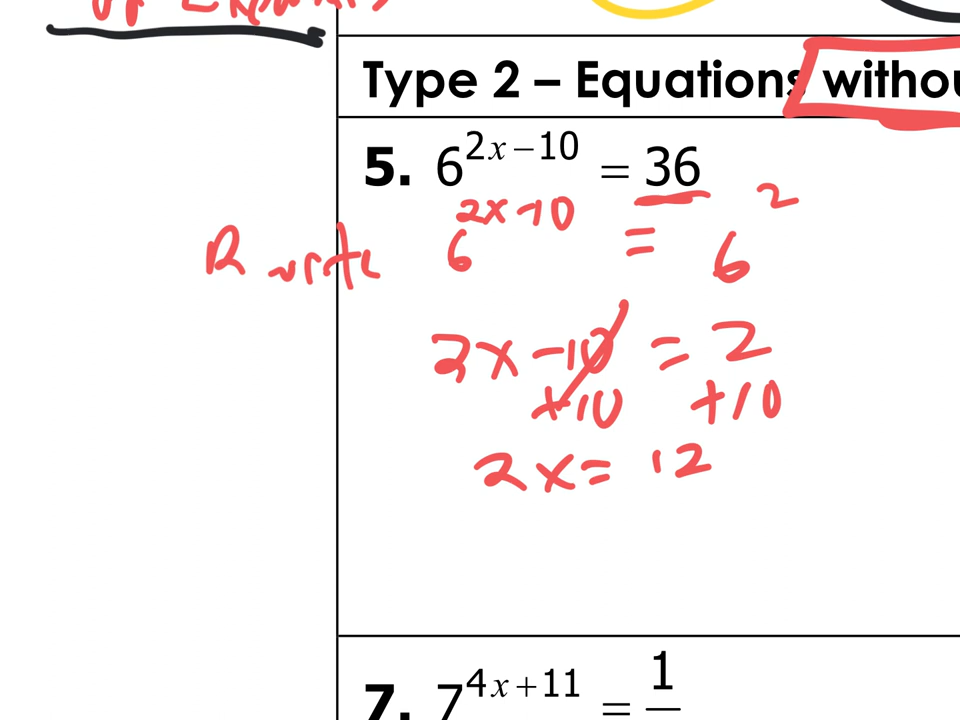 Type 2 – Equations withou
5. 6^{2x-10} = 36
Rwrite 6^{2x-10} = 6^2
2x -10 = 2
+10 +10
2x = 12
7. 7^{4x+11} = 1